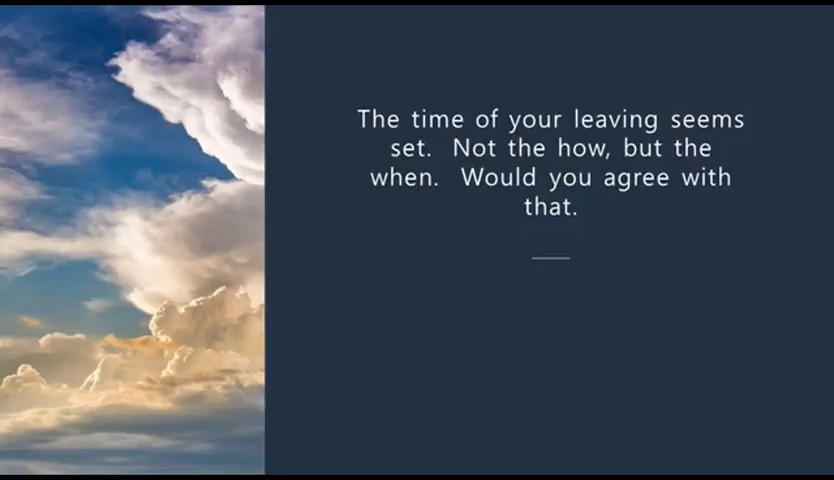 The time of your leaving seems
set.  Not the how, but the
when.  Would you agree with
that.